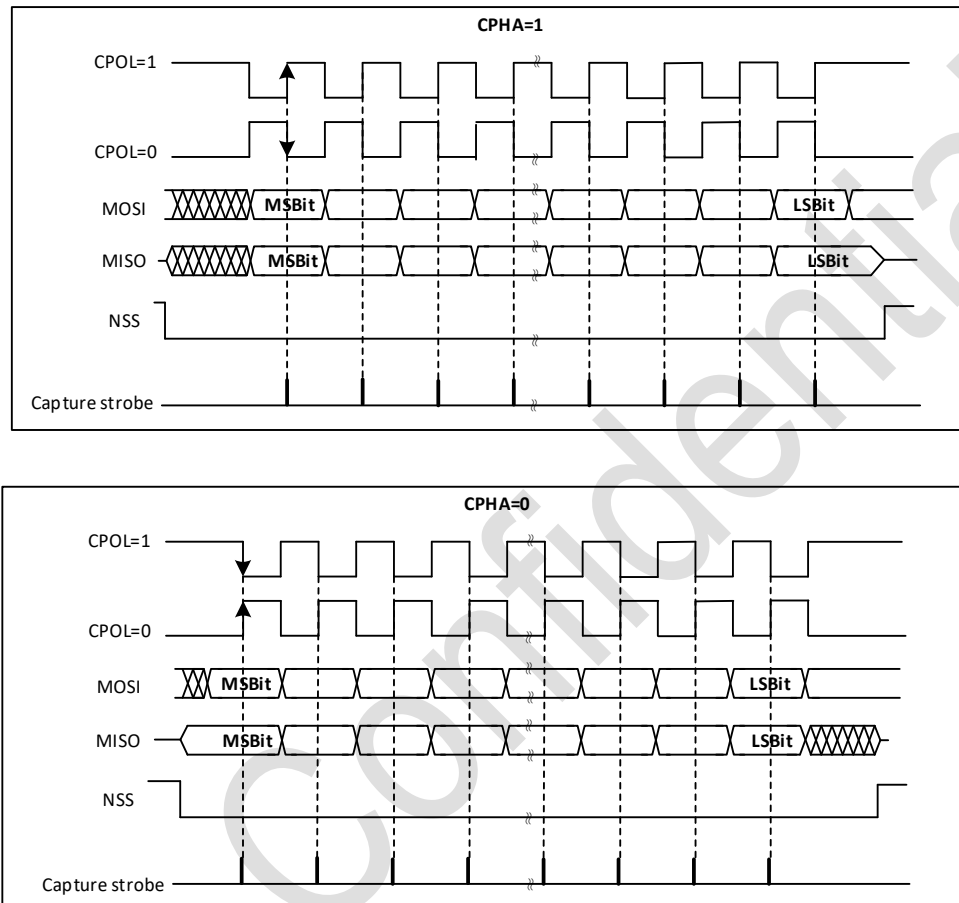 CPHA=1
CPOL=1
CPOL=0
MOSI MSBit LSBit
MISO MSBit LSBit
NSS
Capture strobe
CPHA=0
CPOL=1
CPOL=0
MOSI MSBit LSBit
MISO MSBit LSBit
NSS
Capture strobe
Confidential